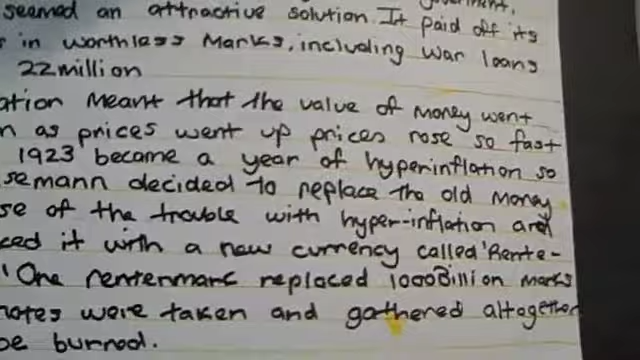 government,
seemed an attractive solution. It paid off its
s in worthless Marks, including war loans
22 million
ation meant that the value of money went
n as prices went up prices rose so fast
1923 became a year of hyperinflation so
semann decided to replace the old money
se of the trouble with hyper-inflation and
ced it with a new currency called 'Rente-
' One rentenmark replaced 1000Billion Marks
notes were taken and gathered altogether
be burned.